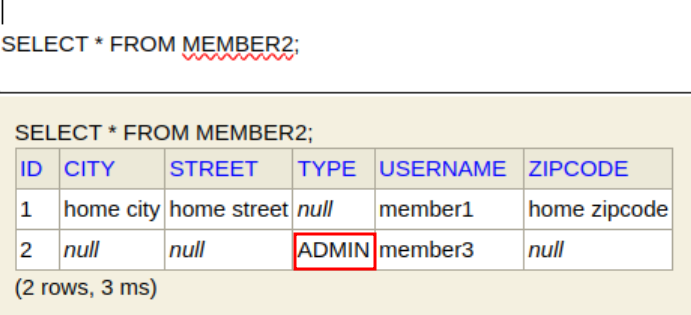 SELECT * FROM MEMBER2;
SELECT * FROM MEMBER2;
ID CITY STREET TYPE USERNAME ZIPCODE
1 home city home street null member1 home zipcode
2 null null ADMIN member3 null
(2 rows, 3 ms)